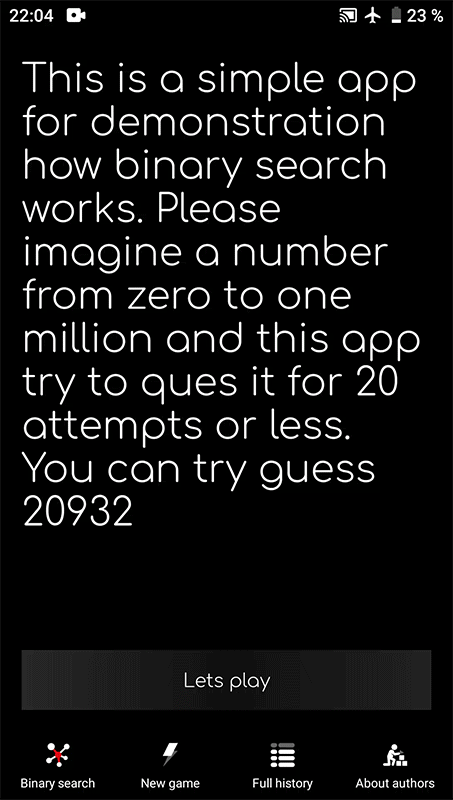 22:04 23 %
This is a simple app
for demonstration
how binary search
works. Please
imagine a number
from zero to one
million and this app
try to ques it for 20
attempts or less.
You can try guess
20932
Lets play
Binary search New game Full history About authors